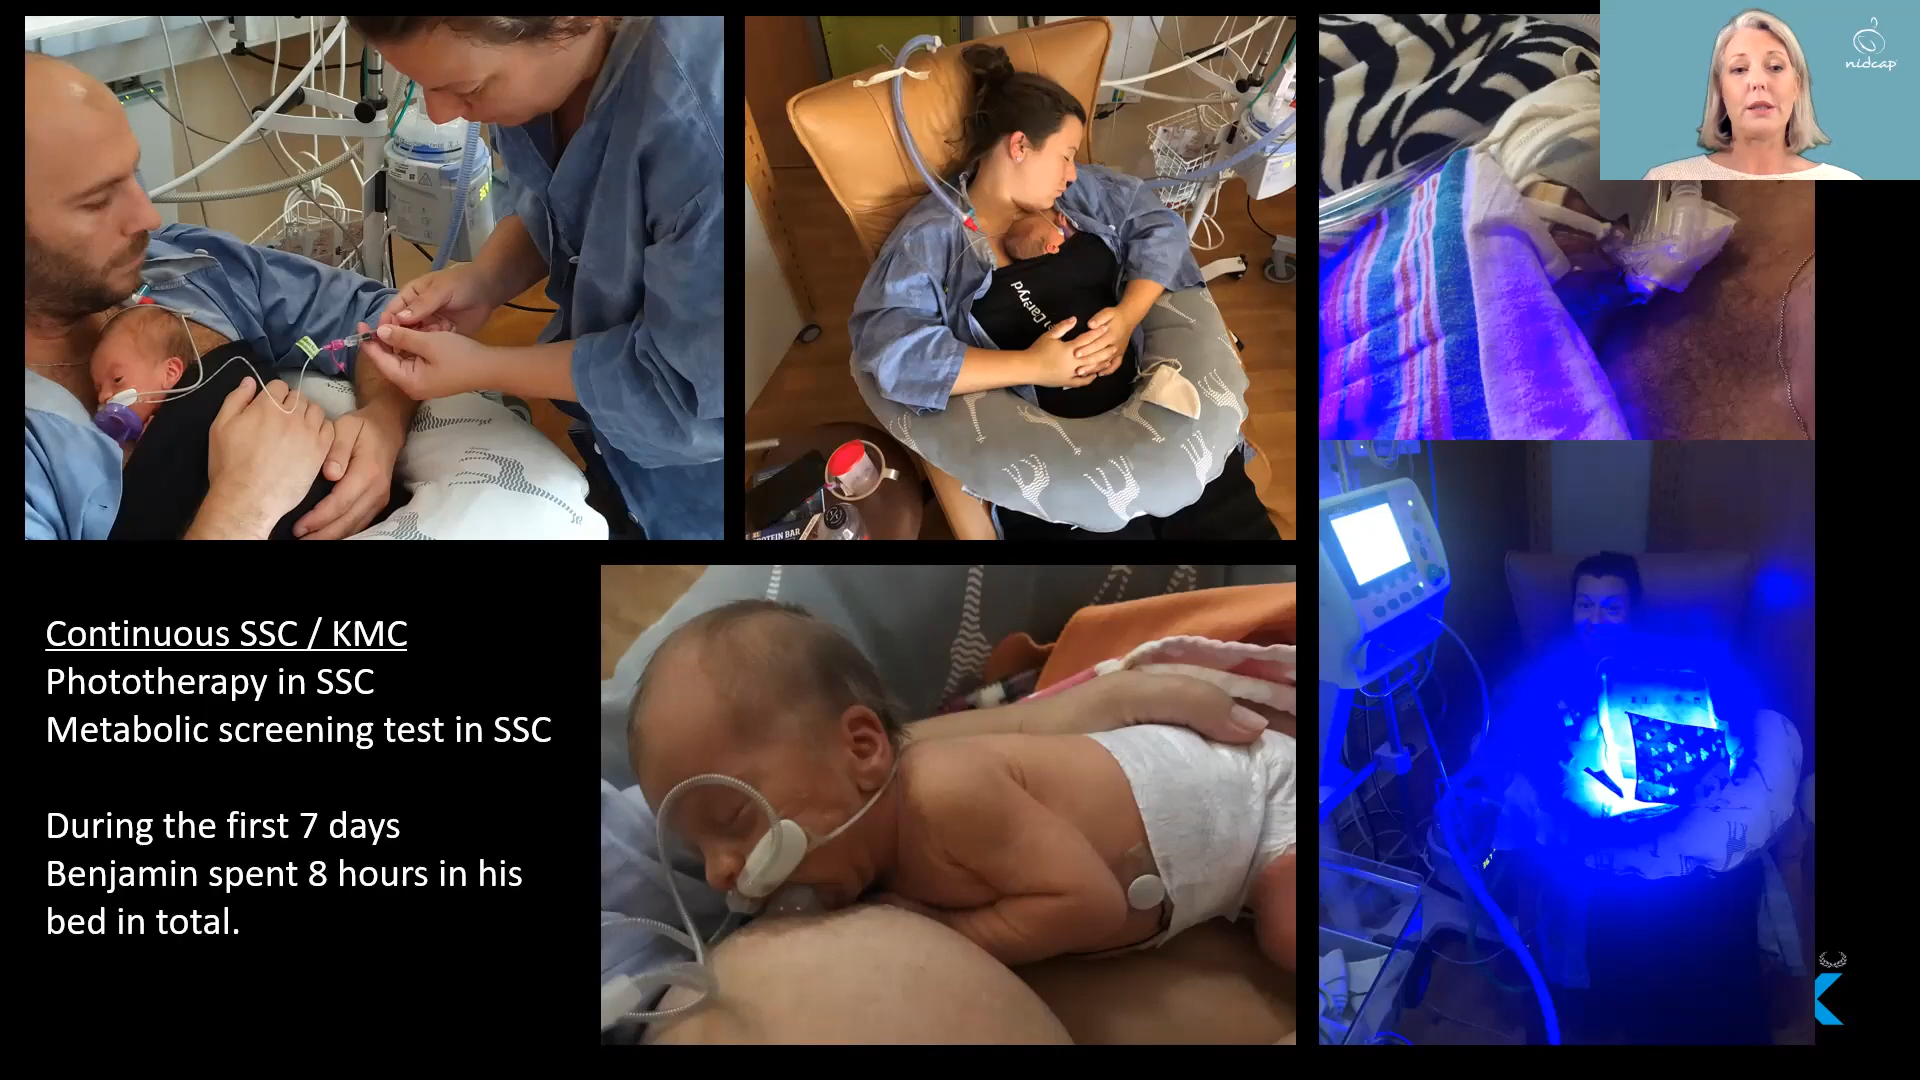 nidcap
Continuous SSC / KMC
Phototherapy in SSC
Metabolic screening test in SSC
During the first 7 days
Benjamin spent 8 hours in his
bed in total.